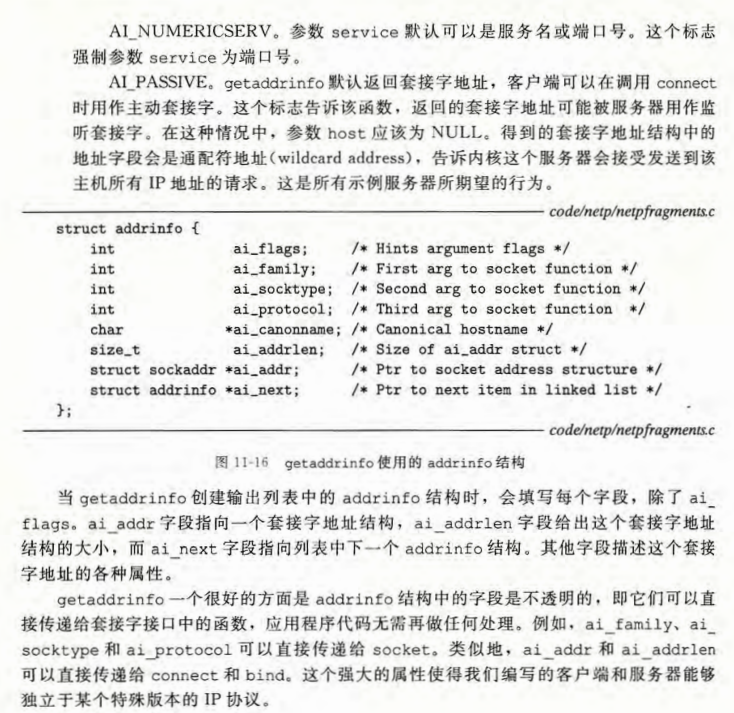 AI_NUMERICSERV。参数 service 默认可以是服务名或端口号。这个标志
强制参数 service 为端口号。
AI_PASSIVE。getaddrinfo 默认返回套接字地址，客户端可以在调用 connect
时用作主动套接字。这个标志告诉该函数，返回的套接字地址可能被服务器用作监
听套接字。在这种情况中，参数 host 应该为 NULL。得到的套接字地址结构中的
地址字段会是通配符地址(wildcard address)，告诉内核这个服务器会接受发送到该
主机所有 IP 地址的请求。这是所有示例服务器所期望的行为。
code/netp/netpfragments.c
struct addrinfo {
    int ai_flags; /* Hints argument flags */
    int ai_family; /* First arg to socket function */
    int ai_socktype; /* Second arg to socket function */
    int ai_protocol; /* Third arg to socket function */
    char *ai_canonname; /* Canonical hostname */
    size_t ai_addrlen; /* Size of ai_addr struct */
    struct sockaddr *ai_addr; /* Ptr to socket address structure */
    struct addrinfo *ai_next; /* Ptr to next item in linked list */
};
code/netp/netpfragments.c
图 11-16 getaddrinfo 使用的 addrinfo 结构
当 getaddrinfo 创建输出列表中的 addrinfo 结构时，会填写每个字段，除了 ai_
flags。ai_addr 字段指向一个套接字地址结构，ai_addrlen 字段给出这个套接字地址
结构的大小，而 ai_next 字段指向列表中下一个 addrinfo 结构。其他字段描述这个套接
字地址的各种属性。
getaddrinfo 一个很好的方面是 addrinfo 结构中的字段是不透明的，即它们可以直
接传递给套接字接口中的函数，应用程序代码无需再做任何处理。例如，ai_family、ai_
socktype 和 ai_protocol 可以直接传递给 socket。类似地，ai_addr 和 ai_addrlen
可以直接传递给 connect 和 bind。这个强大的属性使得我们编写的客户端和服务器能够
独立于某个特殊版本的 IP 协议。